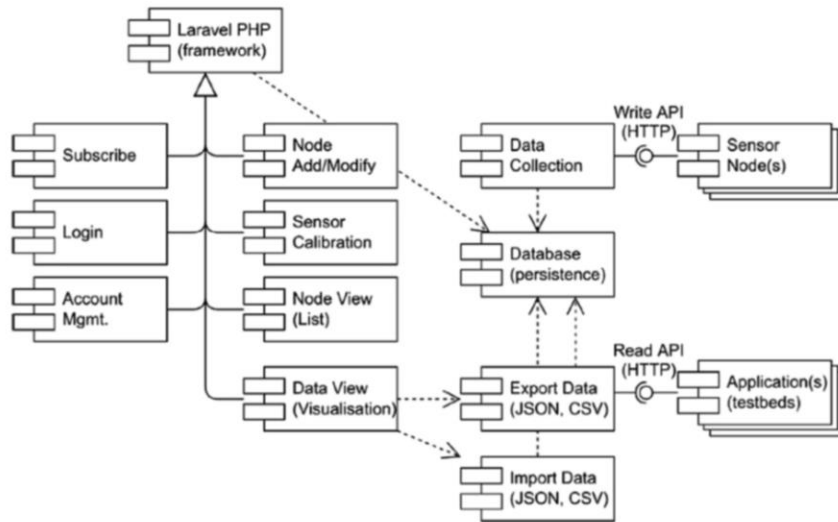 Laravel PHP
(framework)
Subscribe
Node
Add/Modify
Data
Collection
Write API
(HTTP)
Sensor
Node(s)
Login
Sensor
Calibration
Database
(persistence)
Account
Mgmt.
Node View
(List)
Data View
(Visualisation)
Export Data
(JSON, CSV)
Read API
(HTTP)
Application(s)
(testbeds)
Import Data
(JSON, CSV)